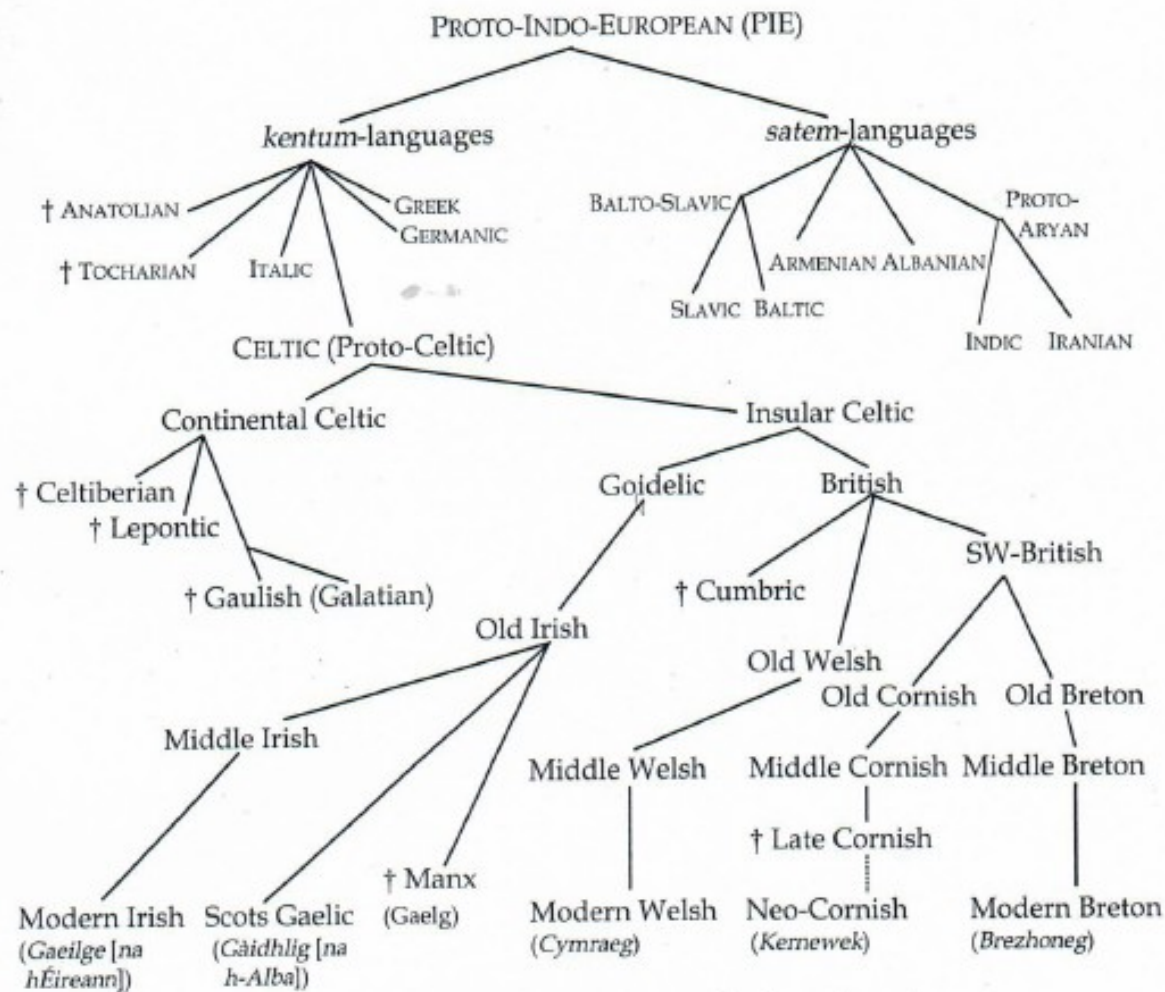 PROTO-INDO-EUROPEAN (PIE)
kentum-languages
satem-languages
† ANATOLIAN
GREEK
GERMANIC
† TOCHARIAN
ITALIC
BALTO-SLAVIC
PROTO-
ARYAN
ARMENIAN ALBANIAN
SLAVIC BALTIC
INDIC IRANIAN
CELTIC (Proto-Celtic)
Continental Celtic
Insular Celtic
† Celtiberian
† Lepontic
† Gaulish (Galatian)
Goidelic
British
SW-British
† Cumbric
Old Irish
Old Welsh
Old Cornish
Old Breton
Middle Irish
Middle Welsh
Middle Cornish
Middle Breton
† Late Cornish
† Manx
(Gaelg)
Modern Irish
(Gaeilge [na
hÉireann])
Scots Gaelic
(Gàidhlig [na
h-Alba])
Modern Welsh
(Cymraeg)
Neo-Cornish
(Kernewek)
Modern Breton
(Brezhoneg)